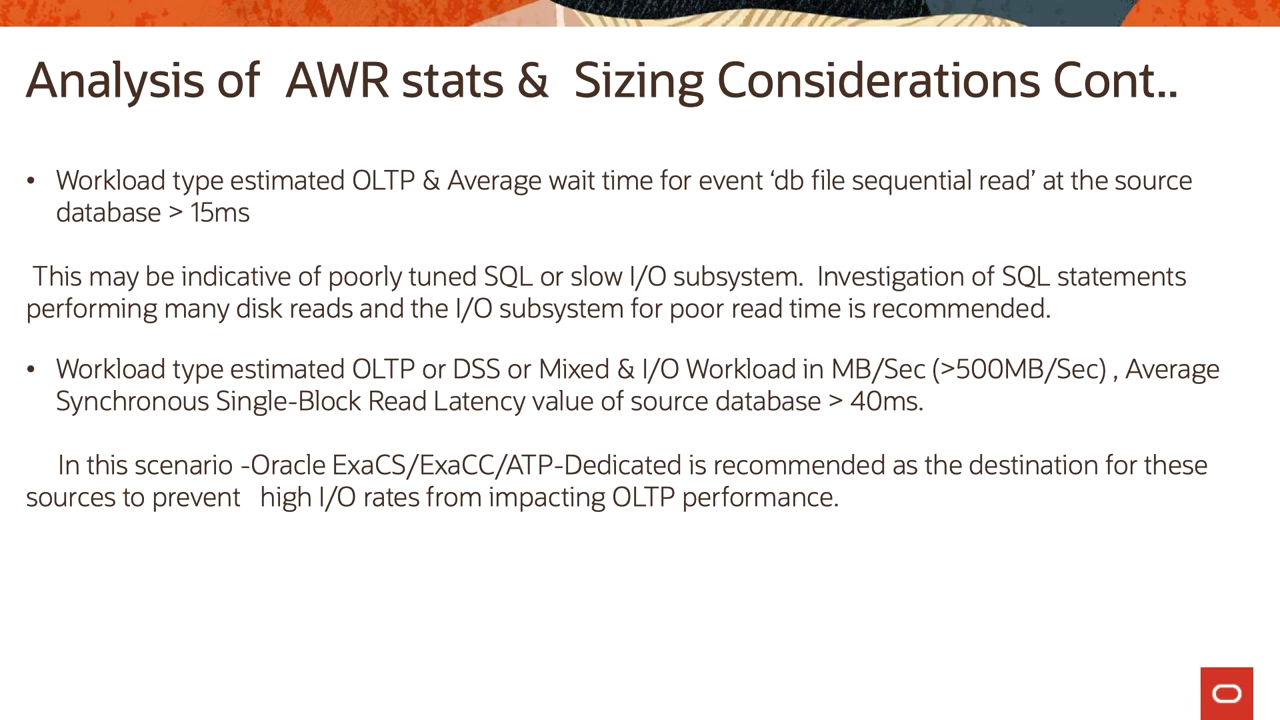 Analysis of  AWR stats &  Sizing Considerations Cont..
• Workload type estimated OLTP & Average wait time for event ‘db file sequential read’ at the source
database > 15ms
This may be indicative of poorly tuned SQL or slow I/O subsystem.  Investigation of SQL statements
performing many disk reads and the I/O subsystem for poor read time is recommended.
• Workload type estimated OLTP or DSS or Mixed & I/O Workload in MB/Sec (>500MB/Sec) , Average
Synchronous Single-Block Read Latency value of source database > 40ms.
In this scenario -Oracle ExaCS/ExaCC/ATP-Dedicated is recommended as the destination for these
sources to prevent   high I/O rates from impacting OLTP performance.